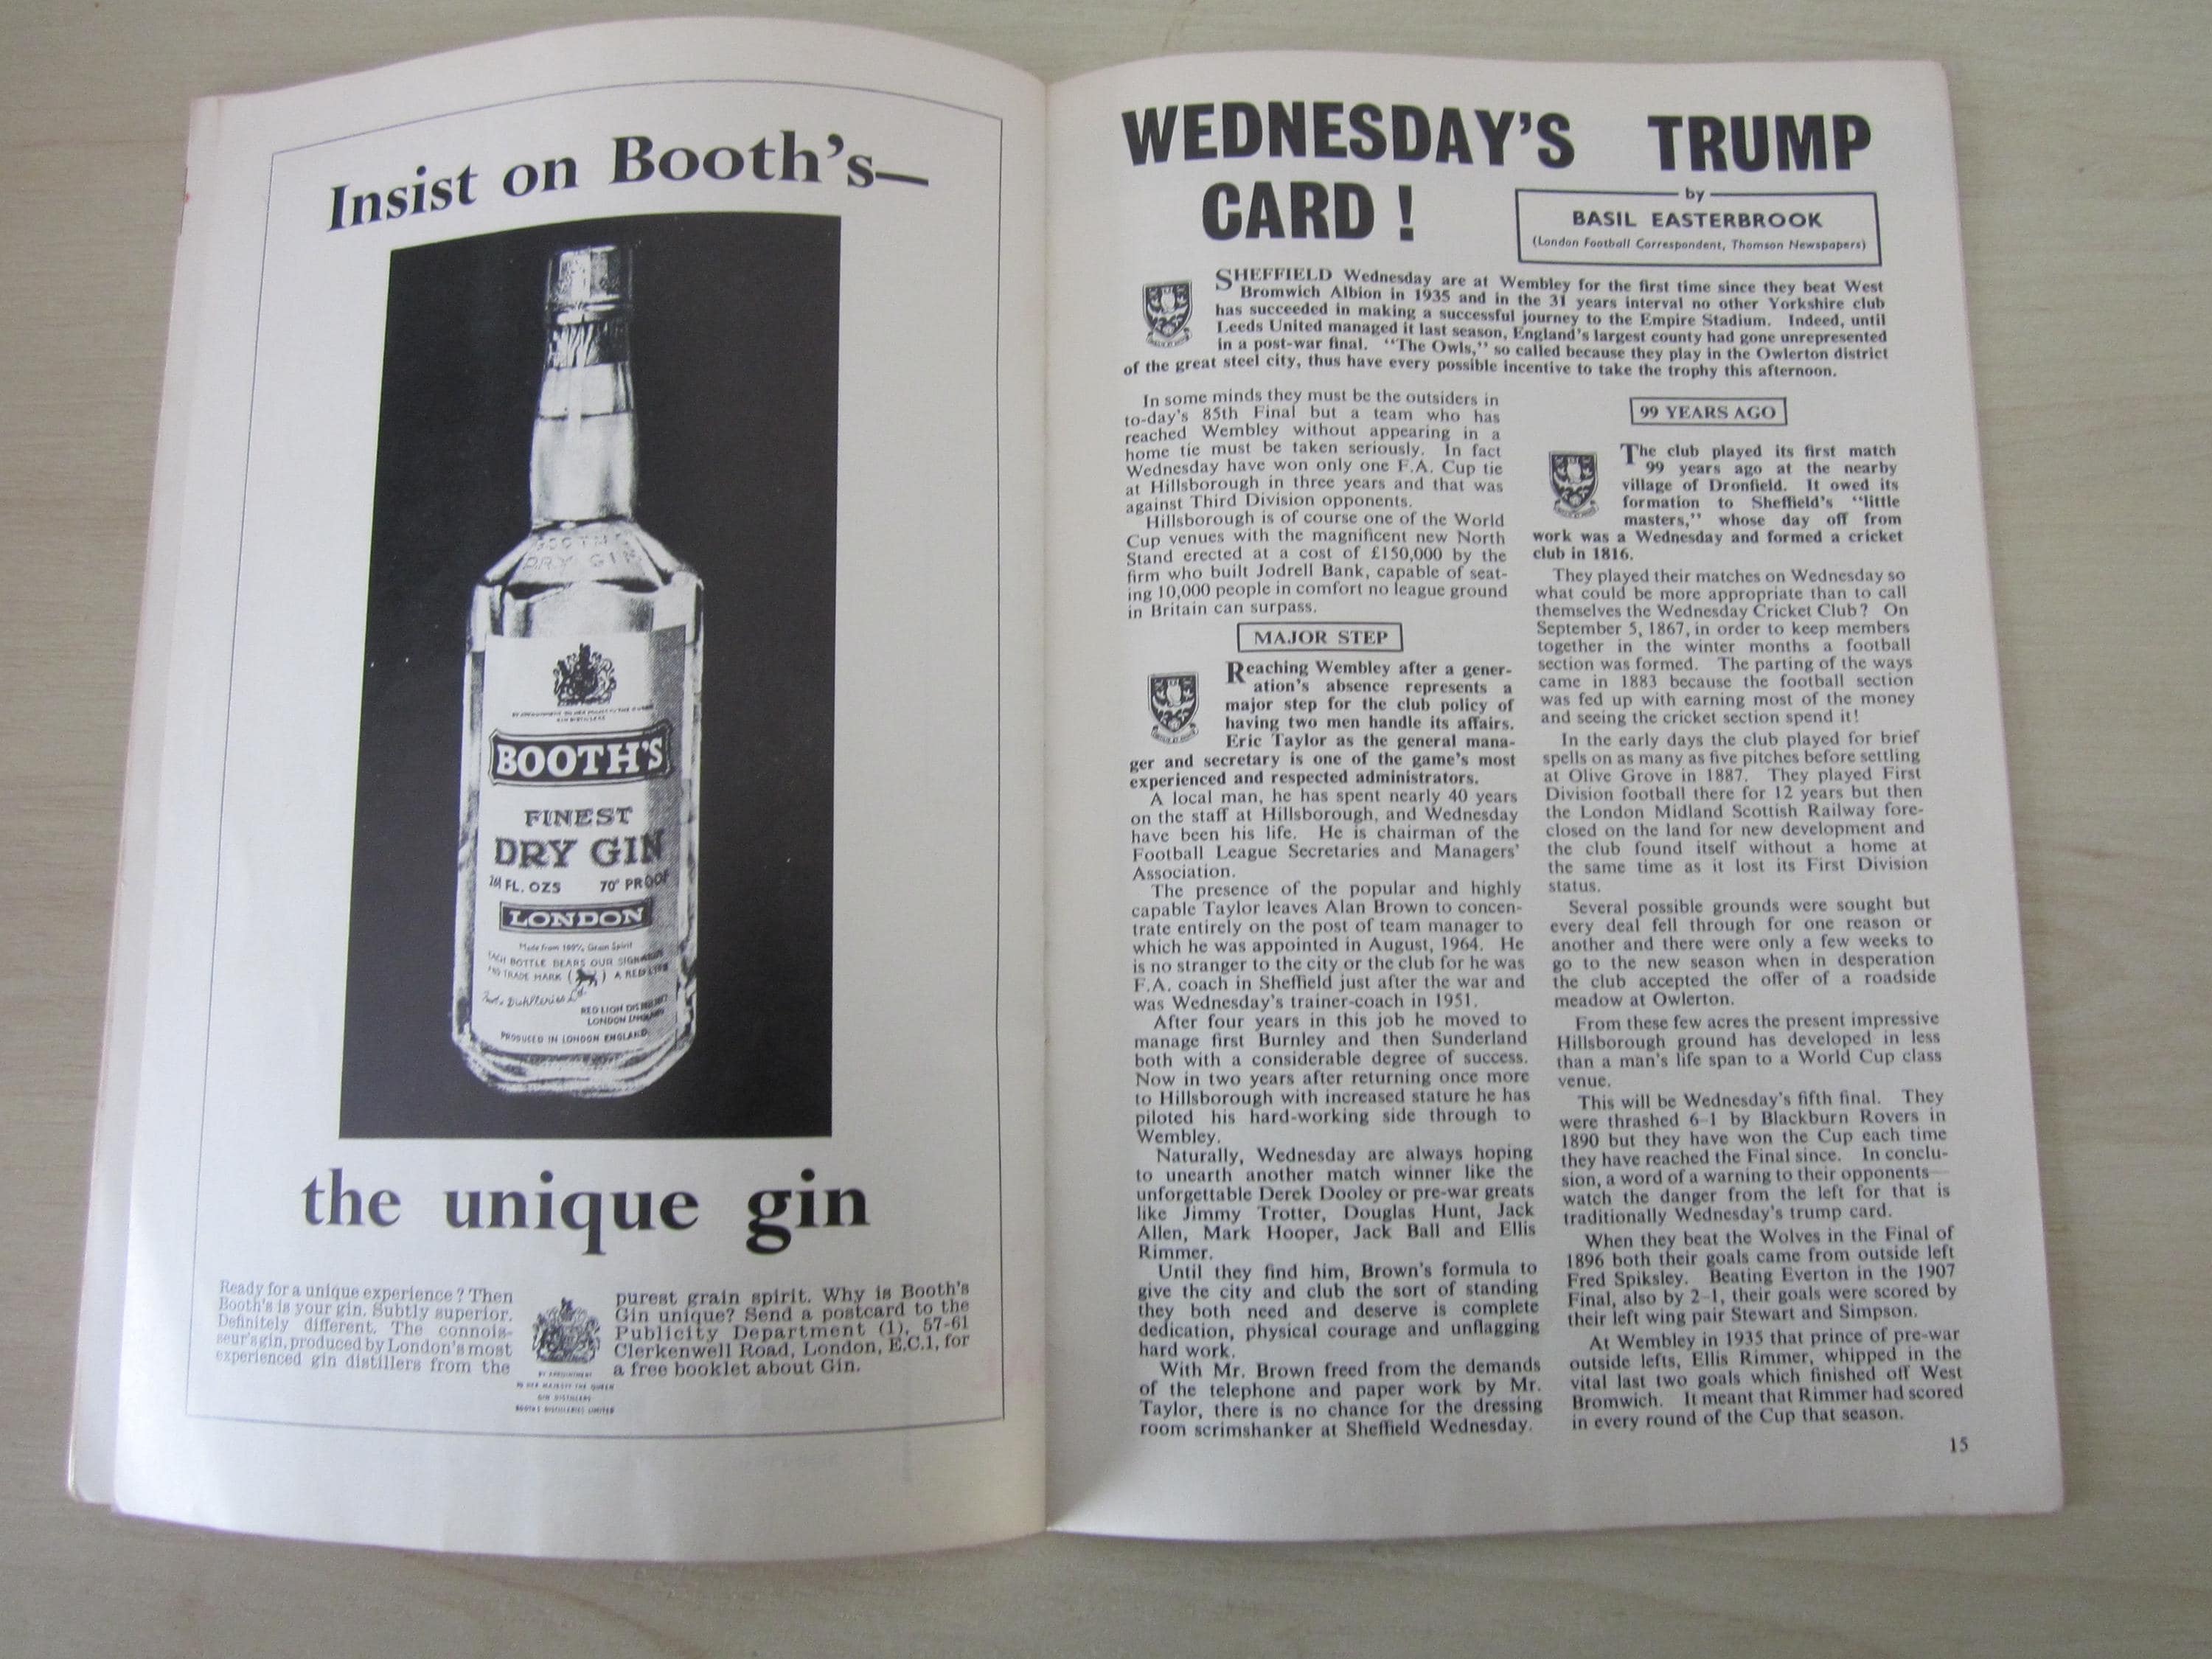 Insist on Booth's—
BOOTH'S
DRY GIN
BOOTH'S
FINEST
DRY GIN
FL. OZS 70° PROOF
LONDON
Made from 100% Grain Spirit
EACH BOTTLE BEARS OUR SIGNATURE
TRADE MARK ( ) A RED LION
RED LION DISTILLERY
LONDON ENGLAND
PRODUCED IN LONDON ENGLAND
the unique gin
Ready for a unique experience? Then
Booth's is your gin. Subtly superior.
Definitely different. The connois-
seur's gin, produced by London's most
experienced gin distillers from the
BY APPOINTMENT
TO HER MAJESTY THE QUEEN
GIN DISTILLERS
BOOTH'S DISTILLERIES LIMITED
purest grain spirit. Why is Booth's
Gin unique? Send a postcard to the
Publicity Department (1), 57-61
Clerkenwell Road, London, E.C.1, for
a free booklet about Gin.
WEDNESDAY'S TRUMP
CARD !
by
BASIL EASTERBROOK
(London Football Correspondent, Thomson Newspapers)
SHEFFIELD Wednesday are at Wembley for the first time since they beat West
Bromwich Albion in 1935 and in the 31 years interval no other Yorkshire club
has succeeded in making a successful journey to the Empire Stadium. Indeed, until
Leeds United managed it last season, England's largest county had gone unrepresented
in a post-war final. "The Owls," so called because they play in the Owlerton district
of the great steel city, thus have every possible incentive to take the trophy this afternoon.
In some minds they must be the outsiders in
to-day's 85th Final but a team who has
reached Wembley without appearing in a
home tie must be taken seriously. In fact
Wednesday have won only one F.A. Cup tie
at Hillsborough in three years and that was
against Third Division opponents.
Hillsborough is of course one of the World
Cup venues with the magnificent new North
Stand erected at a cost of £150,000 by the
firm who built Jodrell Bank, capable of seat-
ing 10,000 people in comfort no league ground
in Britain can surpass.
MAJOR STEP
Reaching Wembley after a gener-
ation's absence represents a
major step for the club policy of
having two men handle its affairs.
Eric Taylor as the general mana-
ger and secretary is one of the game's most
experienced and respected administrators.
A local man, he has spent nearly 40 years
on the staff at Hillsborough, and Wednesday
have been his life. He is chairman of the
Football League Secretaries and Managers'
Association.
The presence of the popular and highly
capable Taylor leaves Alan Brown to concen-
trate entirely on the post of team manager to
which he was appointed in August, 1964. He
is no stranger to the city or the club for he was
F.A. coach in Sheffield just after the war and
was Wednesday's trainer-coach in 1951.
After four years in this job he moved to
manage first Burnley and then Sunderland
both with a considerable degree of success.
Now in two years after returning once more
to Hillsborough with increased stature he has
piloted his hard-working side through to
Wembley.
Naturally, Wednesday are always hoping
to unearth another match winner like the
unforgettable Derek Dooley or pre-war greats
like Jimmy Trotter, Douglas Hunt, Jack
Allen, Mark Hooper, Jack Ball and Ellis
Rimmer.
Until they find him, Brown's formula to
give the city and club the sort of standing
they both need and deserve is complete
dedication, physical courage and unflagging
hard work.
With Mr. Brown freed from the demands
of the telephone and paper work by Mr.
Taylor, there is no chance for the dressing
room scrimshanker at Sheffield Wednesday.
99 YEARS AGO
The club played its first match
99 years ago at the nearby
village of Dronfield. It owed its
formation to Sheffield's "little
masters," whose day off from
work was a Wednesday and formed a cricket
club in 1816.
They played their matches on Wednesday so
what could be more appropriate than to call
themselves the Wednesday Cricket Club? On
September 5, 1867, in order to keep members
together in the winter months a football
section was formed. The parting of the ways
came in 1883 because the football section
was fed up with earning most of the money
and seeing the cricket section spend it!
In the early days the club played for brief
spells on as many as five pitches before settling
at Olive Grove in 1887. They played First
Division football there for 12 years but then
the London Midland Scottish Railway fore-
closed on the land for new development and
the club found itself without a home at
the same time as it lost its First Division
status.
Several possible grounds were sought but
every deal fell through for one reason or
another and there were only a few weeks to
go to the new season when in desperation
the club accepted the offer of a roadside
meadow at Owlerton.
From these few acres the present impressive
Hillsborough ground has developed in less
than a man's life span to a World Cup class
venue.
This will be Wednesday's fifth final. They
were thrashed 6–1 by Blackburn Rovers in
1890 but they have won the Cup each time
they have reached the Final since. In conclu-
sion, a word of a warning to their opponents—
watch the danger from the left for that is
traditionally Wednesday's trump card.
When they beat the Wolves in the Final of
1896 both their goals came from outside left
Fred Spiksley. Beating Everton in the 1907
Final, also by 2–1, their goals were scored by
their left wing pair Stewart and Simpson.
At Wembley in 1935 that prince of pre-war
outside lefts, Ellis Rimmer, whipped in the
vital last two goals which finished off West
Bromwich. It meant that Rimmer had scored
in every round of the Cup that season.
15